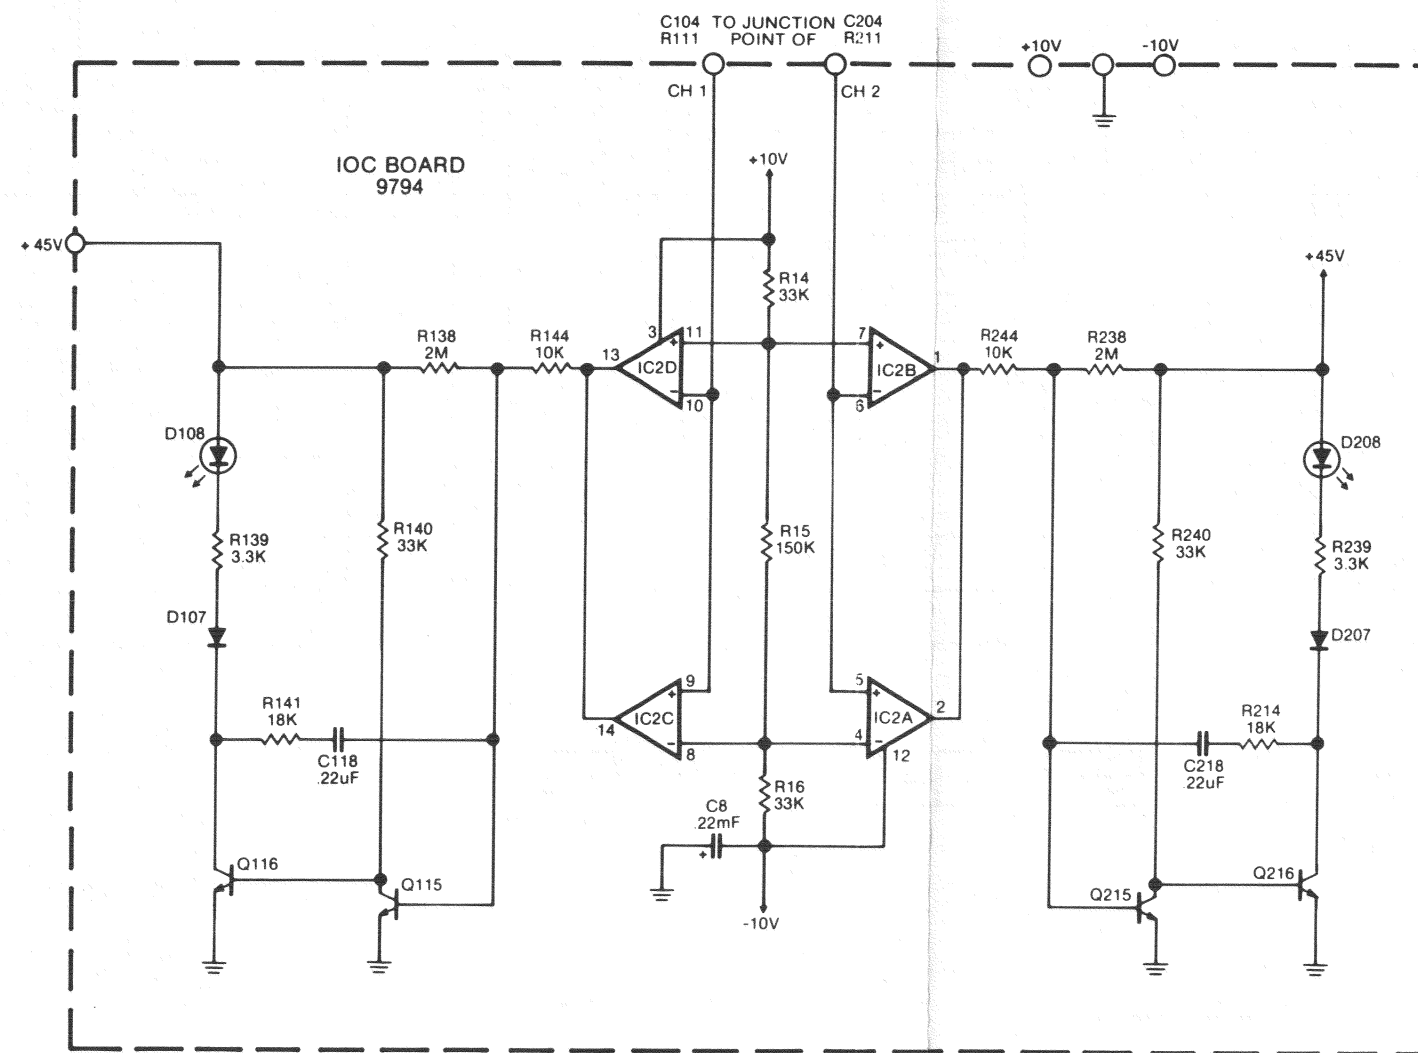 C104 TO JUNCTION C204
R111 POINT OF R211
+10V -10V
CH 1 CH 2
IOC BOARD
9794
+10V
+ 45V
+45V
R14
33K
R138
2M
R144
10K
13
3
11
IC2D
10
7
IC2B
6
1
R244
10K
R238
2M
D108
D208
R139
3.3K
R140
33K
R15
150K
R240
33K
R239
3.3K
D107
D207
R141
18K
C118
.22uF
9
IC2C
14
8
5
IC2A
4
2
12
R214
18K
C218
.22uF
R16
33K
C8
.22mF
+
Q116
Q115
-10V
Q215
Q216